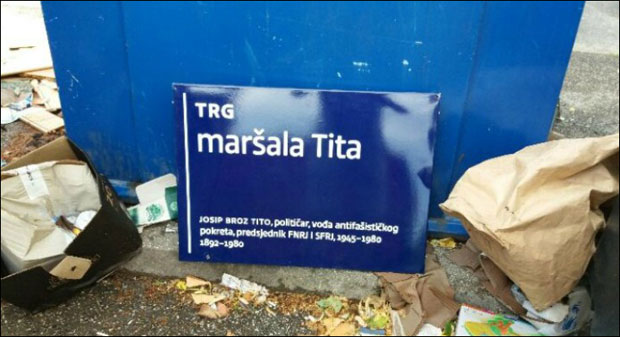 TRG
maršala Tita
JOSIP BROZ TITO, političar, vođa antifašističkog
pokreta, predsjednik FNRJ i SFRJ, 1945–1980
1892–1980